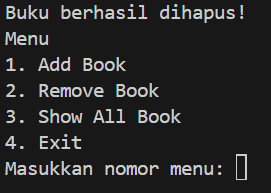 Buku berhasil dihapus!
Menu
1. Add Book
2. Remove Book
3. Show All Book
4. Exit
Masukkan nomor menu: